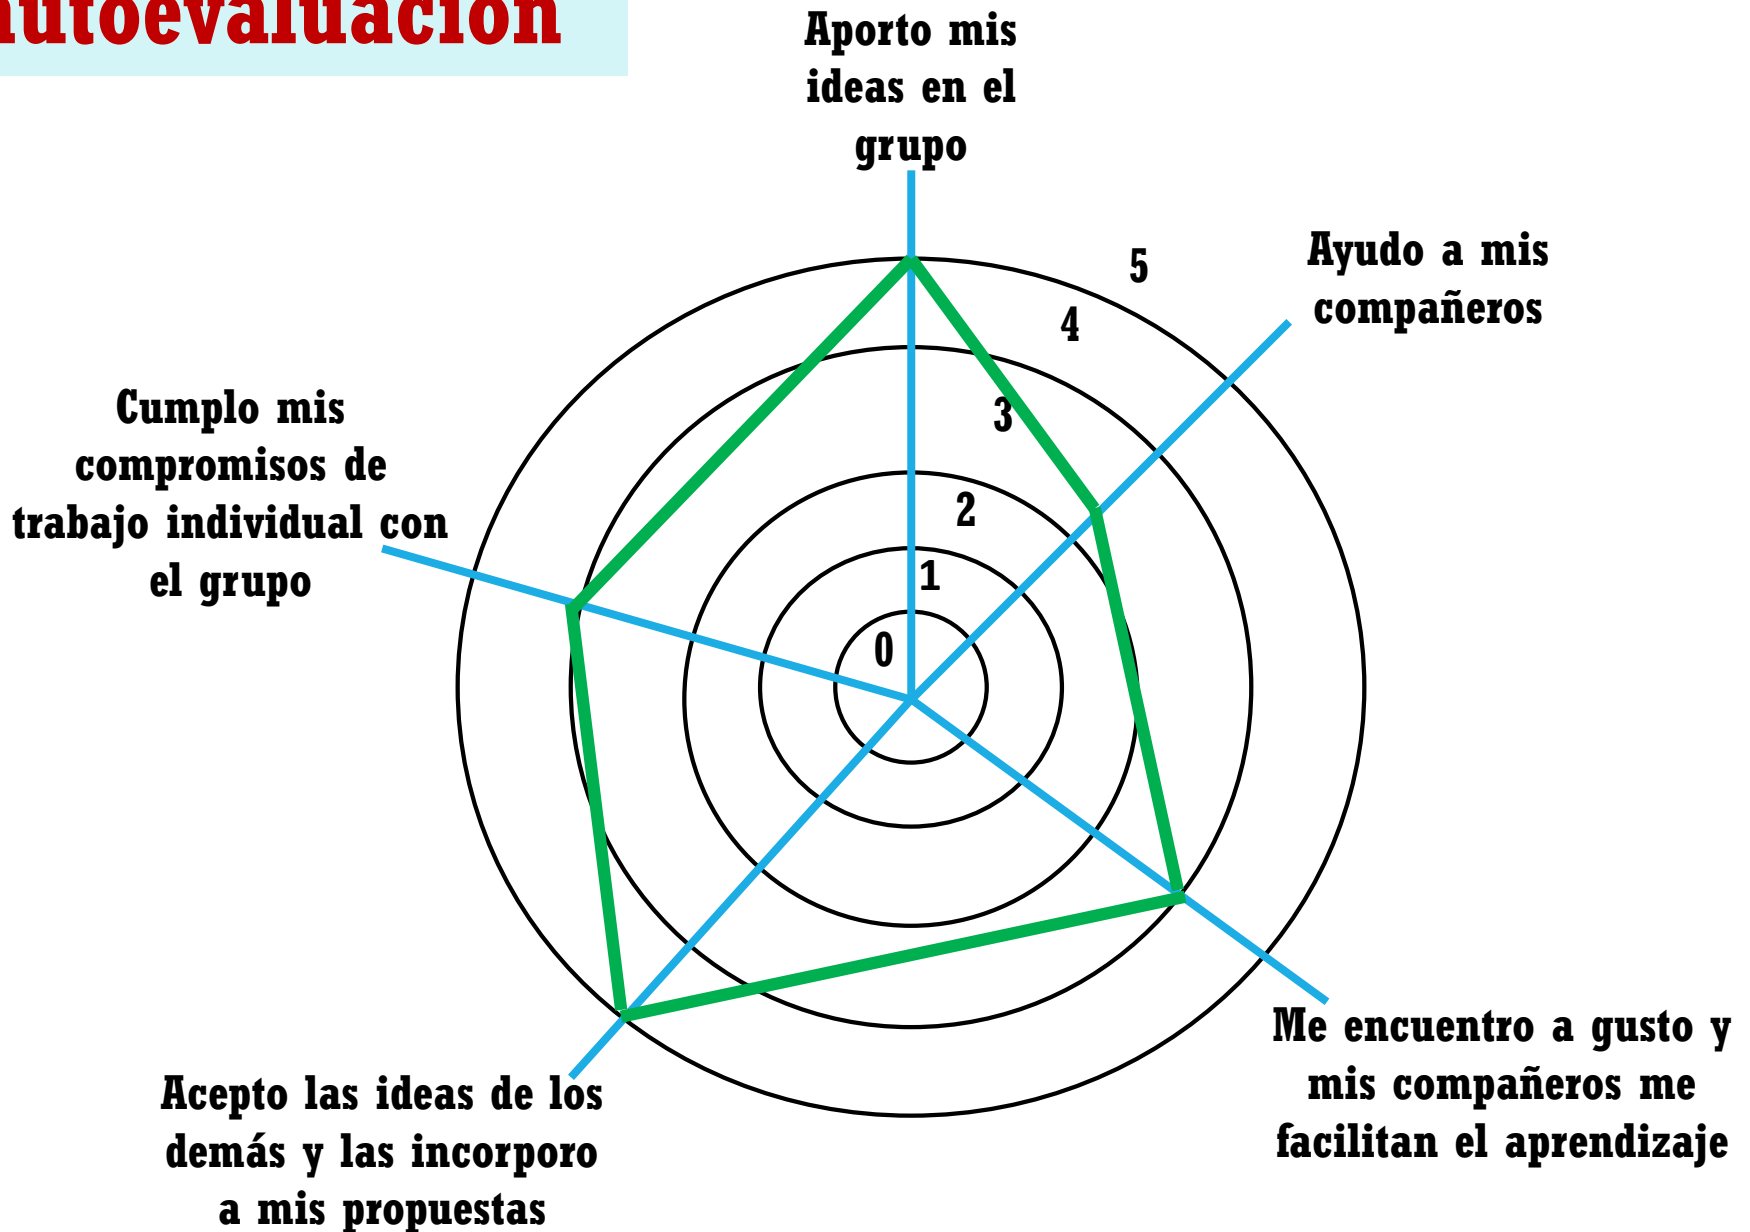 autoevaluación
Aporto mis
ideas en el
grupo
Ayudo a mis
compañeros
5
4
3
2
1
0
Cumplo mis
compromisos de
trabajo individual con
el grupo
Me encuentro a gusto y
mis compañeros me
facilitan el aprendizaje
Acepto las ideas de los
demás y las incorporo
a mis propuestas